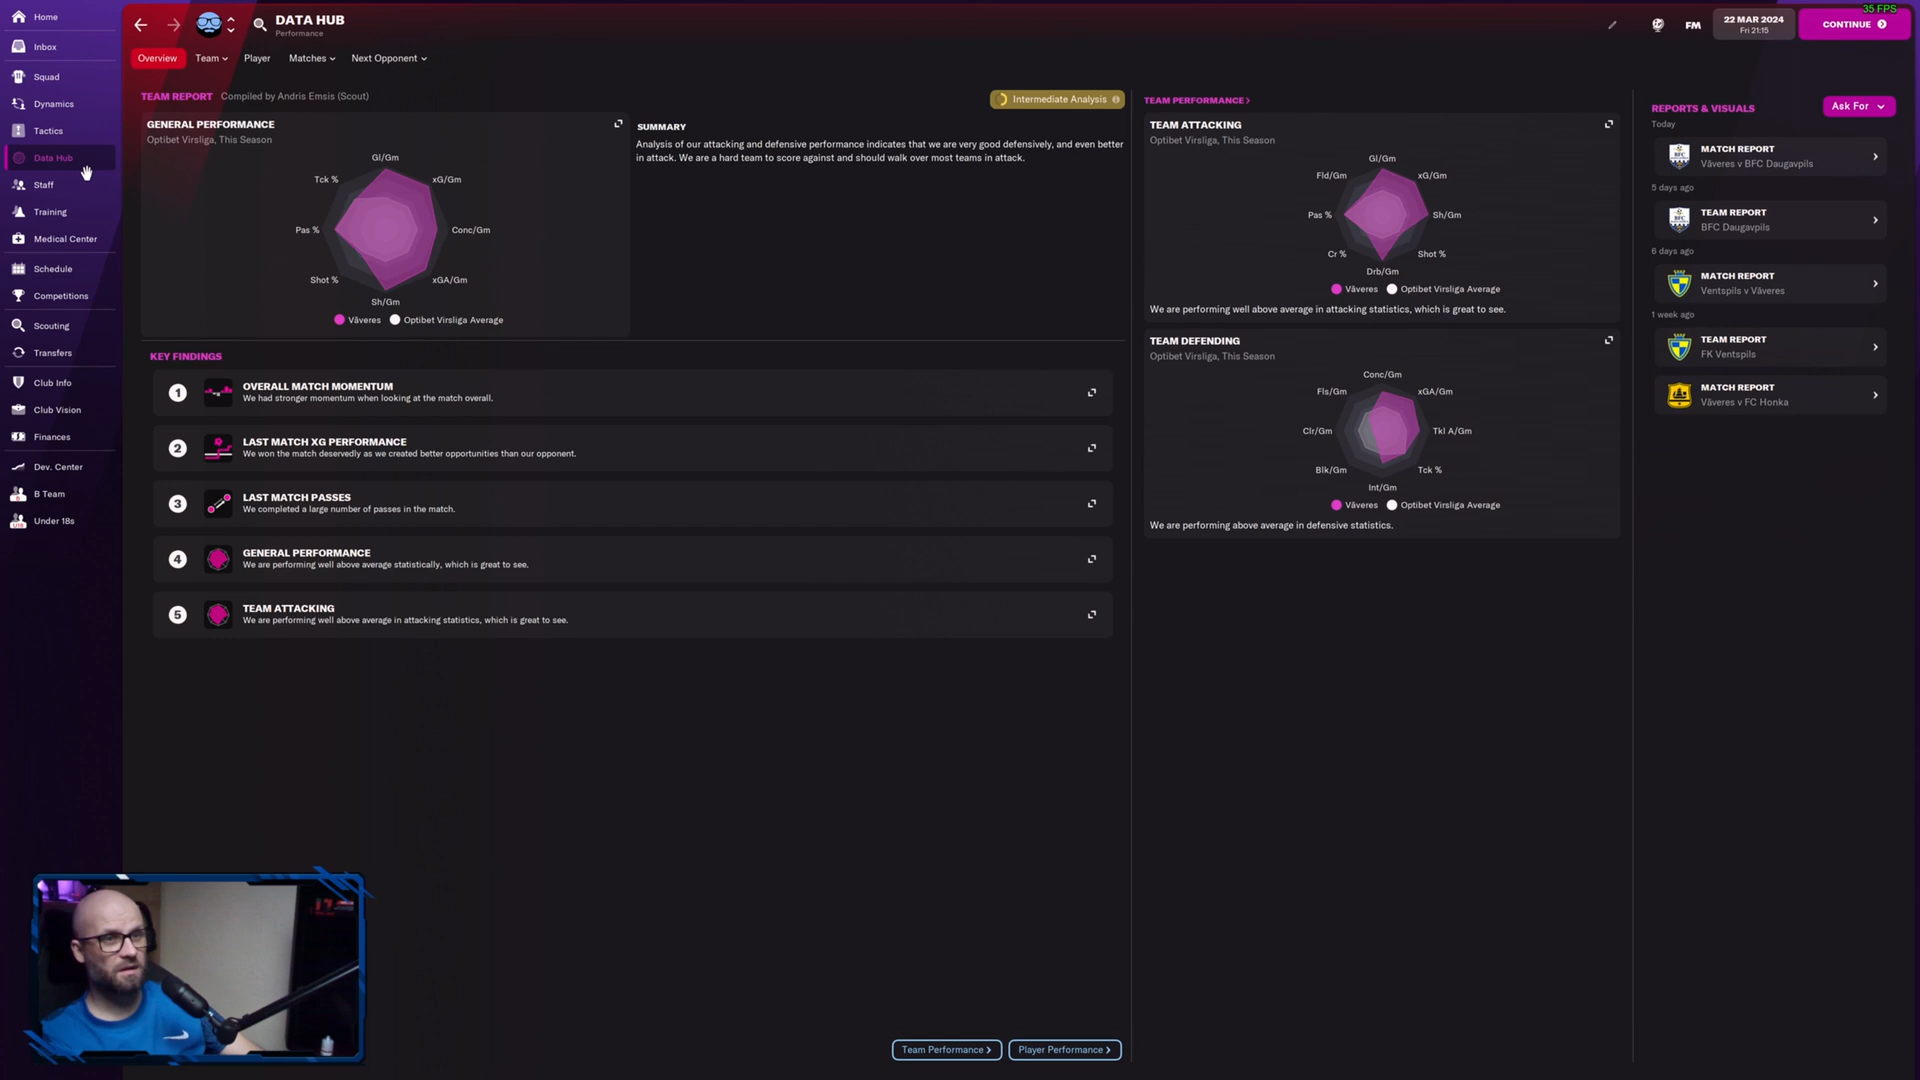 35 FPS
Home
Inbox
Squad
Dynamics
Tactics
Data Hub
Staff
Training
Medical Center
Schedule
Competitions
Scouting
Transfers
Club Info
Club Vision
Finances
Dev. Center
B Team
Under 18s
DATA HUB
Performance
FM
22 MAR 2024
Fri 21:15
CONTINUE
Overview
Team
Player
Matches
Next Opponent
TEAM REPORT Compiled by Andris Emsis (Scout)
Intermediate Analysis
GENERAL PERFORMANCE
Optibet Virsliga, This Season
Gl/Gm
Tck %
xG/Gm
Pas %
Conc/Gm
Shot %
xGA/Gm
Sh/Gm
Vāveres Optibet Virsliga Average
SUMMARY
Analysis of our attacking and defensive performance indicates that we are very good defensively, and even better
in attack. We are a hard team to score against and should walk over most teams in attack.
KEY FINDINGS
1
OVERALL MATCH MOMENTUM
We had stronger momentum when looking at the match overall.
2
LAST MATCH XG PERFORMANCE
We won the match deservedly as we created better opportunities than our opponent.
3
LAST MATCH PASSES
We completed a large number of passes in the match.
4
GENERAL PERFORMANCE
We are performing well above average statistically, which is great to see.
5
TEAM ATTACKING
We are performing well above average in attacking statistics, which is great to see.
Team Performance
Player Performance
TEAM PERFORMANCE
TEAM ATTACKING
Optibet Virsliga, This Season
Gl/Gm
Fld/Gm
xG/Gm
Pas %
Sh/Gm
Cr %
Shot %
Drb/Gm
Vāveres Optibet Virsliga Average
We are performing well above average in attacking statistics, which is great to see.
TEAM DEFENDING
Optibet Virsliga, This Season
Conc/Gm
Fls/Gm
xGA/Gm
Clr/Gm
Tkl A/Gm
Blk/Gm
Tck %
Int/Gm
Vāveres Optibet Virsliga Average
We are performing above average in defensive statistics.
REPORTS & VISUALS
Ask For
Today
MATCH REPORT
Vāveres v BFC Daugavpils
5 days ago
TEAM REPORT
BFC Daugavpils
6 days ago
MATCH REPORT
Ventspils v Vāveres
1 week ago
TEAM REPORT
FK Ventspils
MATCH REPORT
Vāveres v FC Honka